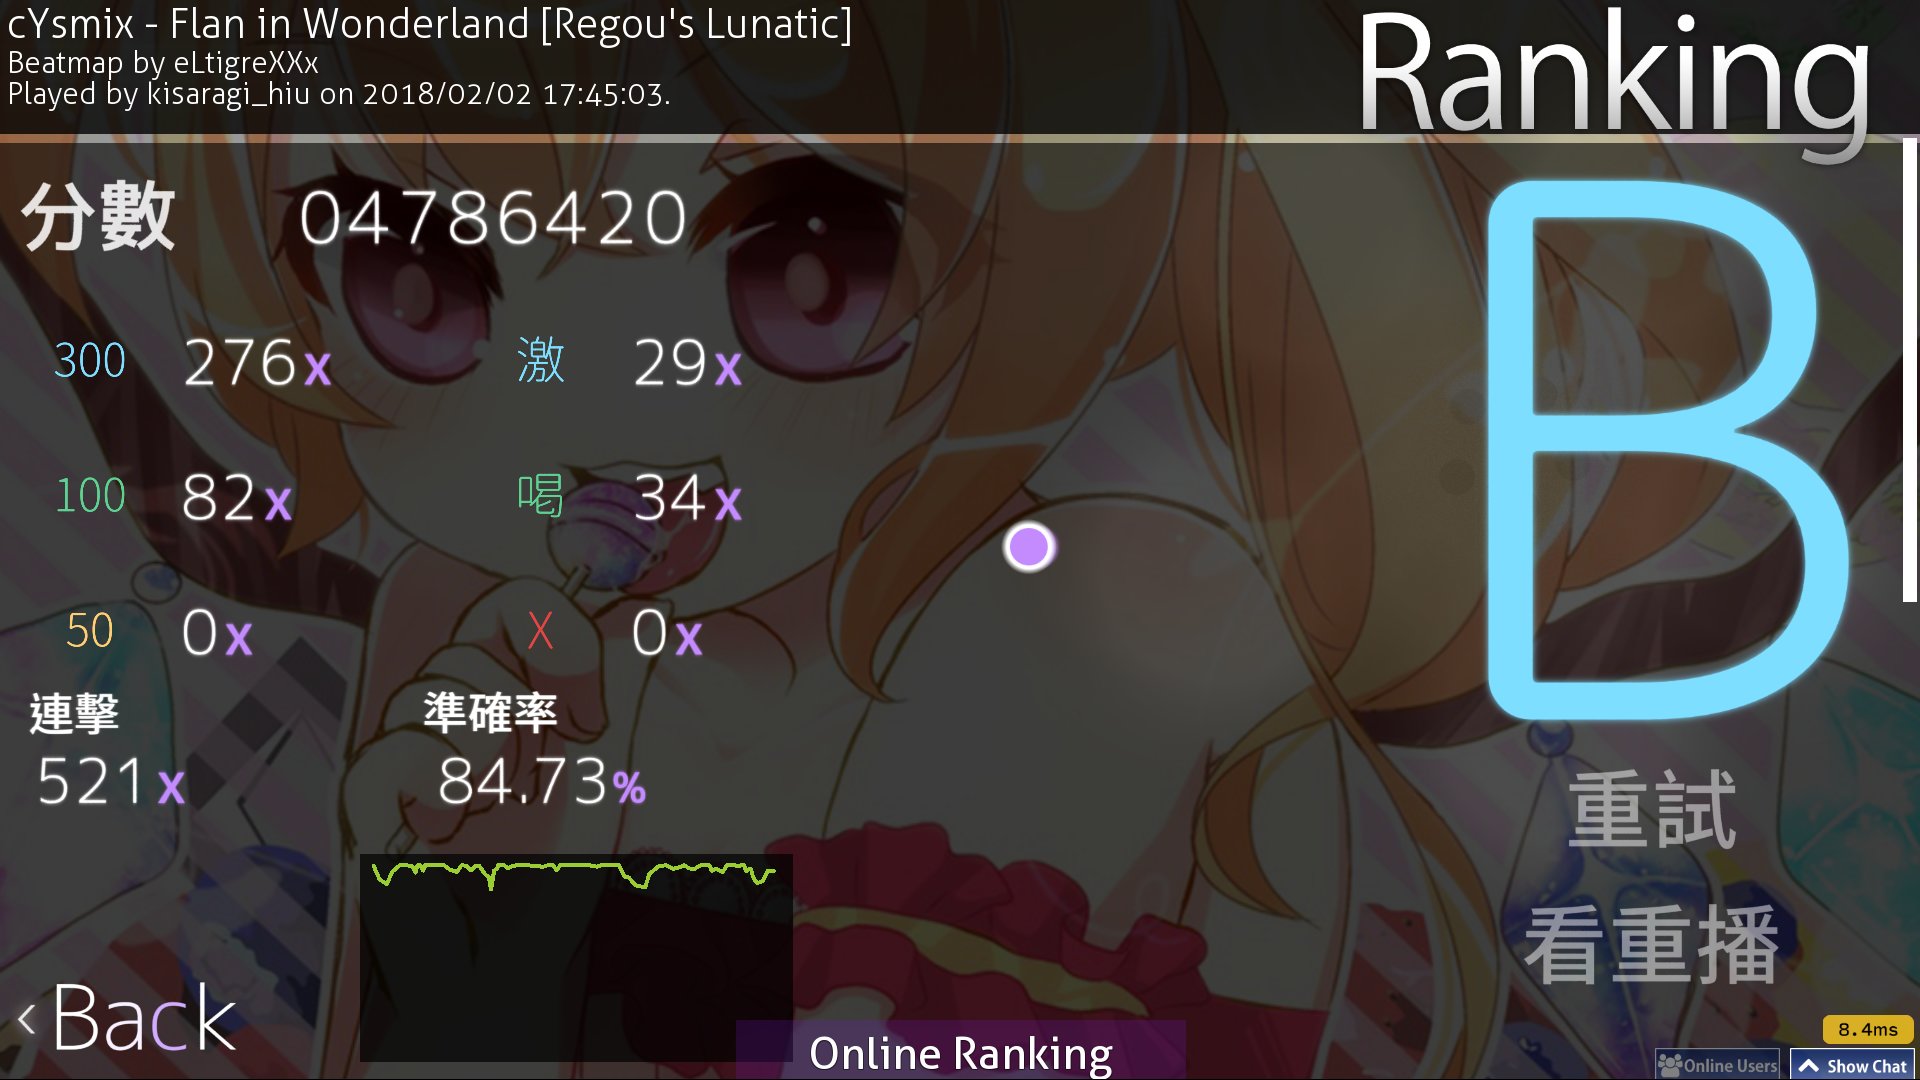 cYsmix - Flan in Wonderland [Regou's Lunatic]
Beatmap by eLtigreXXx
Played by kisaragi_hiu on 2018/02/02 17:45:03.
Ranking
分數 04786420
300 276x 激 29x
100 82x 喝 34x
50 0x X 0x
連擊 準確率
521x 84.73%
B
重試
看重播
‹Back
Online Ranking
8.4ms
Online Users
Show Chat